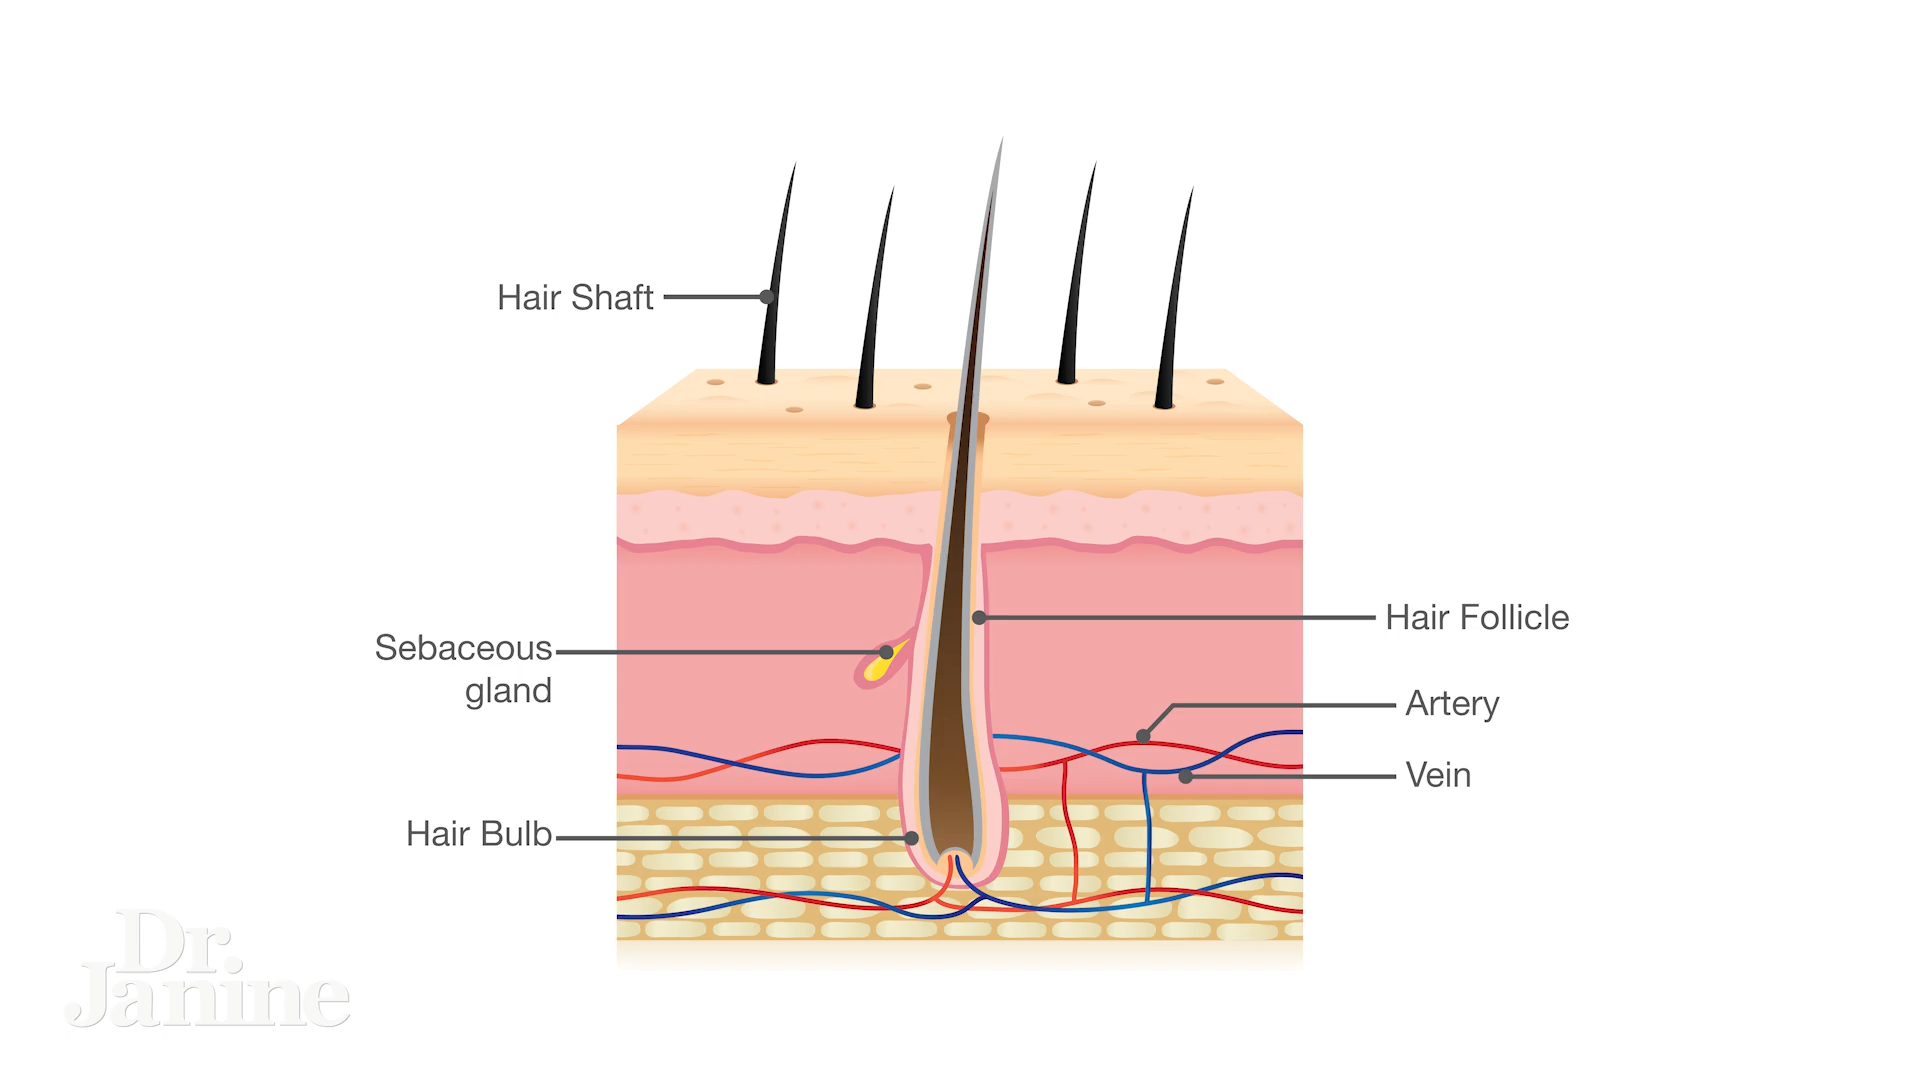 Hair Shaft
Sebaceous
gland
Hair Follicle
Artery
Vein
Hair Bulb
Dr.
Janine